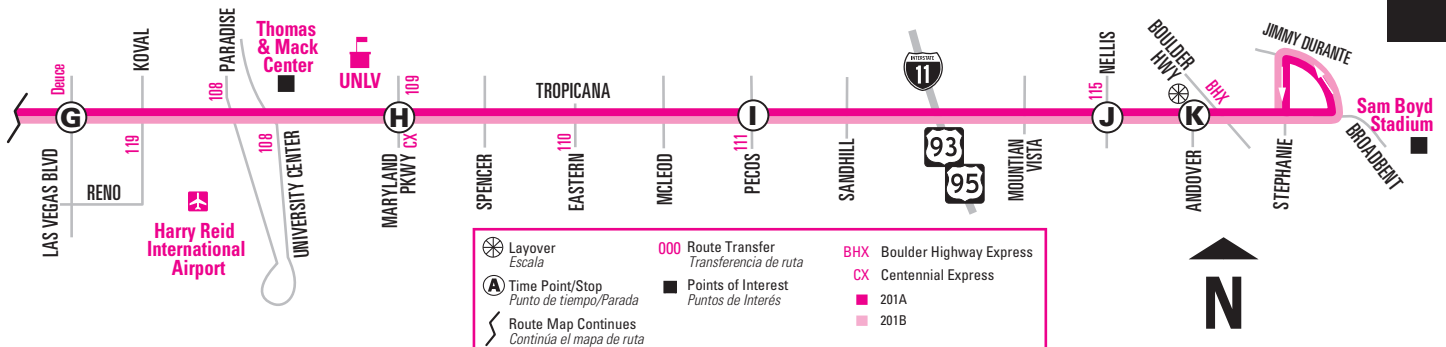 Deuce
KOVAL
108
PARADISE
Thomas
& Mack
Center
UNLV
109
TROPICANA
INTERSTATE
11
115
NELLIS
BOULDER
HWY
BHX
JIMMY DURANTE
G
H
I
J
K
Sam Boyd
Stadium
LAS VEGAS BLVD
RENO
119
Harry Reid
International
Airport
108
UNIVERSITY CENTER
MARYLAND
PKWY
CX
SPENCER
110
EASTERN
MCLEOD
111
PECOS
SANDHILL
93
95
MOUNTIAN
VISTA
ANDOVER
STEPHANIE
BROADBENT
Layover
Escala
A Time Point/Stop
Punto de tiempo/Parada
Route Map Continues
Continúa el mapa de ruta
000 Route Transfer
Transferencia de ruta
Points of Interest
Puntos de Interés
BHX Boulder Highway Express
CX Centennial Express
201A
201B
N